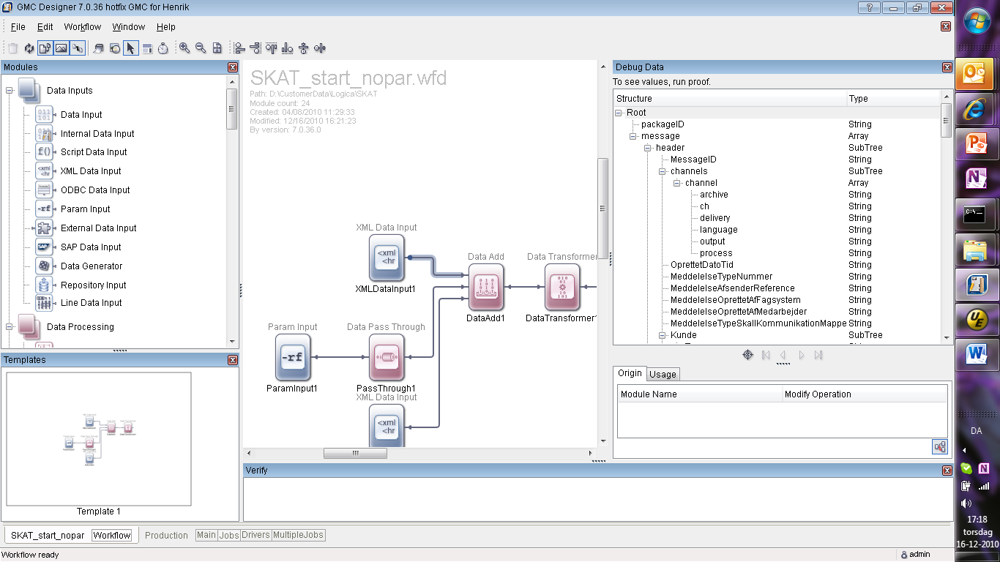 GMC Designer 7.0.36 hotfix GMC for Henrik
File Edit Workflow Window Help
Modules
Data Inputs
Data Input
Internal Data Input
Script Data Input
XML Data Input
ODBC Data Input
Param Input
External Data Input
SAP Data Input
Data Generator
Repository Input
Line Data Input
Data Processing
Templates
Template 1
SKAT_start_nopar.wfd
Path: D:\CustomerData\Logica\SKAT
Module count: 24
Created: 04/08/2010 11:29:33
Modified: 12/16/2010 16:21:23
By version: 7.0.36.0
XML Data Input
<xml
<hr
XMLDataInput1
Data Add
DataAdd1
Data Transformer
DataTransformer1
Param Input
-rf
ParamInput1
Data Pass Through
PassThrough1
XML Data Input
<xml
<hr
Debug Data
To see values, run proof.
Structure Type
Root
packageID String
message Array
header SubTree
MessageID String
channels SubTree
channel Array
archive String
ch String
delivery String
language String
output String
process String
OprettetDatoTid String
MeddelelseTypeNummer String
MeddelelseAfsenderReference String
MeddelelseOprettetAfFagsystem String
MeddelelseOprettetAfMedarbejder String
MeddelelseTypeSkalIKommunikationMappe String
Kunde SubTree
Origin Usage
Module Name Modify Operation
Verify
SKAT_start_nopar Workflow Production Main Jobs Drivers MultipleJobs
Workflow ready
admin
DA
17:18
torsdag
16-12-2010